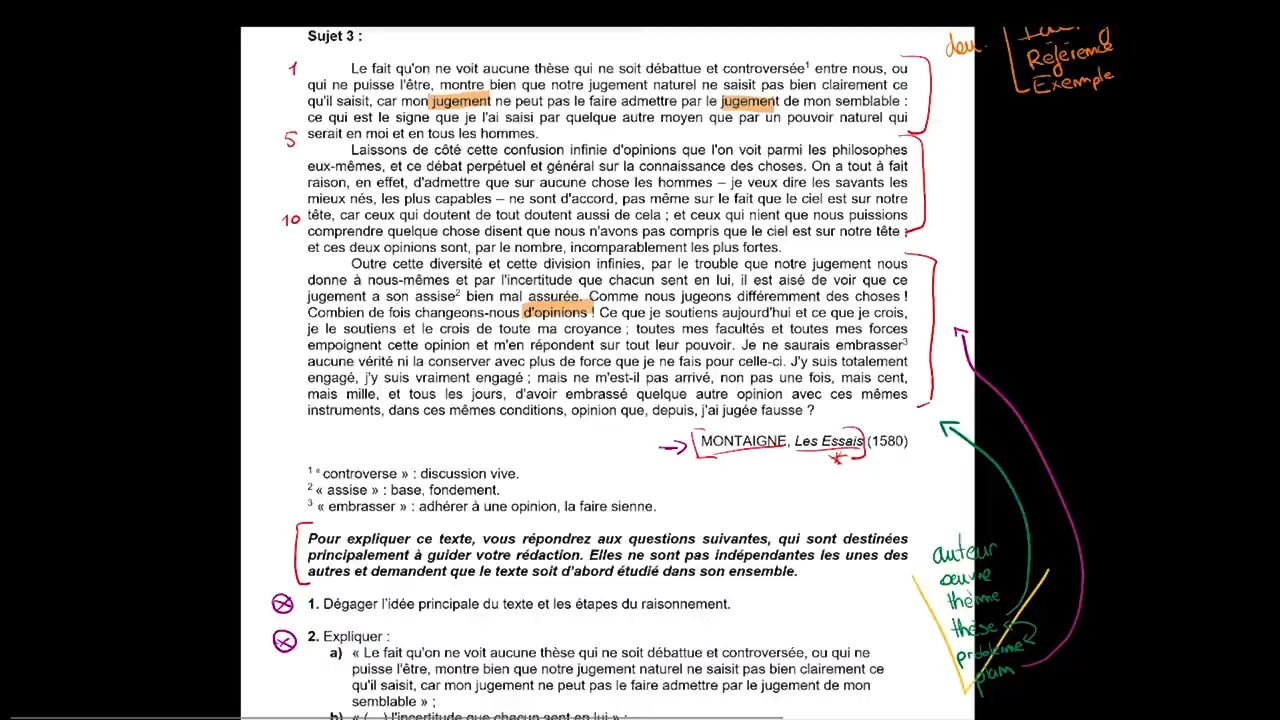 Sujet 3 :
deu.
Référence
Exemple
1
Le fait qu'on ne voit aucune thèse qui ne soit débattue et controversée¹ entre nous, ou
qui ne puisse l'être, montre bien que notre jugement naturel ne saisit pas bien clairement ce
qu'il saisit, car mon jugement ne peut pas le faire admettre par le jugement de mon semblable :
ce qui est le signe que je l'ai saisi par quelque autre moyen que par un pouvoir naturel qui
5 serait en moi et en tous les hommes.
Laissons de côté cette confusion infinie d'opinions que l'on voit parmi les philosophes
eux-mêmes, et ce débat perpétuel et général sur la connaissance des choses. On a tout à fait
raison, en effet, d'admettre que sur aucune chose les hommes – je veux dire les savants les
mieux nés, les plus capables – ne sont d'accord, pas même sur le fait que le ciel est sur notre
10 tête, car ceux qui doutent de tout doutent aussi de cela ; et ceux qui nient que nous puissions
comprendre quelque chose disent que nous n'avons pas compris que le ciel est sur notre tête ;
et ces deux opinions sont, par le nombre, incomparablement les plus fortes.
Outre cette diversité et cette division infinies, par le trouble que notre jugement nous
donne à nous-mêmes et par l'incertitude que chacun sent en lui, il est aisé de voir que ce
jugement a son assise² bien mal assurée. Comme nous jugeons différemment des choses !
Combien de fois changeons-nous d'opinions ! Ce que je soutiens aujourd'hui et ce que je crois,
je le soutiens et le crois de toute ma croyance ; toutes mes facultés et toutes mes forces
empoignent cette opinion et m'en répondent sur tout leur pouvoir. Je ne saurais embrasser³
aucune vérité ni la conserver avec plus de force que je ne fais pour celle-ci. J'y suis totalement
engagé, j'y suis vraiment engagé ; mais ne m'est-il pas arrivé, non pas une fois, mais cent,
mais mille, et tous les jours, d'avoir embrassé quelque autre opinion avec ces mêmes
instruments, dans ces mêmes conditions, opinion que, depuis, j'ai jugée fausse ?
MONTAIGNE, Les Essais (1580)
¹ « controverse » : discussion vive.
² « assise » : base, fondement.
³ « embrasser » : adhérer à une opinion, la faire sienne.
Pour expliquer ce texte, vous répondrez aux questions suivantes, qui sont destinées
principalement à guider votre rédaction. Elles ne sont pas indépendantes les unes des
autres et demandent que le texte soit d'abord étudié dans son ensemble.
auteur
œuvre
thème
thèse
problème
plan
1. Dégager l'idée principale du texte et les étapes du raisonnement.
2. Expliquer :
a) « Le fait qu'on ne voit aucune thèse qui ne soit débattue et controversée, ou qui ne
puisse l'être, montre bien que notre jugement naturel ne saisit pas bien clairement ce
qu'il saisit, car mon jugement ne peut pas le faire admettre par le jugement de mon
semblable » ;
b) « (...) l'incertitude que chacun sent en lui » ;